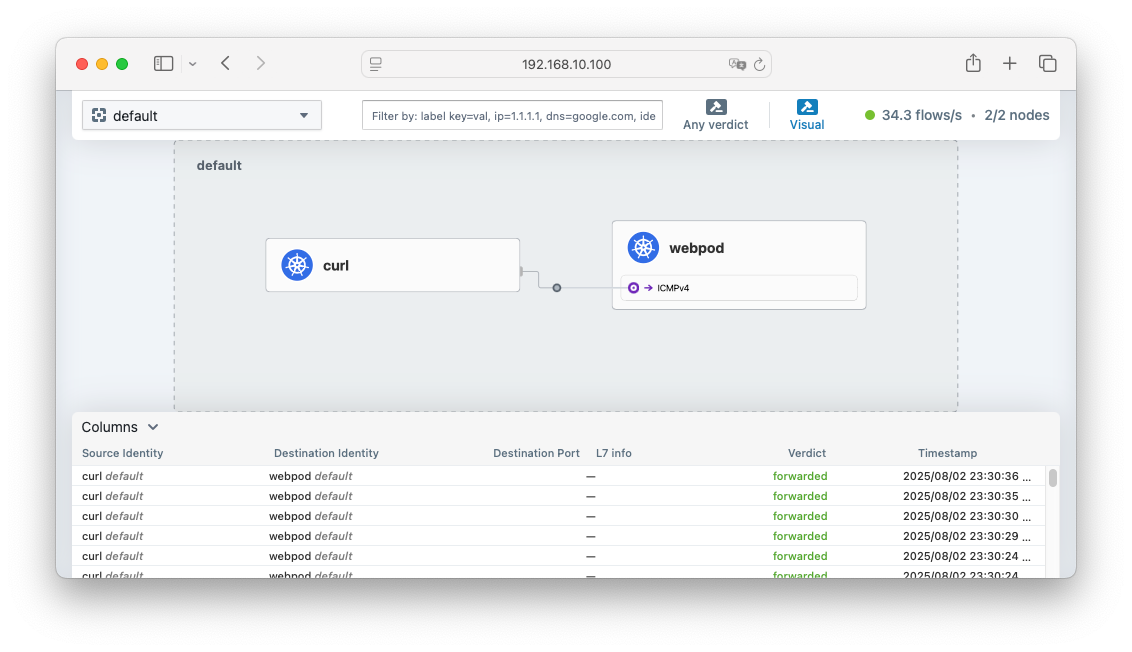 192.168.10.100
default
Filter by: label key=val, ip=1.1.1.1, dns=google.com, ide
Any verdict
Visual
34.3 flows/s • 2/2 nodes
default
curl
webpod
ICMPv4
Columns
Source Identity Destination Identity Destination Port L7 info Verdict Timestamp
curl default webpod default — forwarded 2025/08/02 23:30:36 ...
curl default webpod default — forwarded 2025/08/02 23:30:35 ...
curl default webpod default — forwarded 2025/08/02 23:30:30 ...
curl default webpod default — forwarded 2025/08/02 23:30:29 ...
curl default webpod default — forwarded 2025/08/02 23:30:24 ...
curl default webpod default — forwarded 2025/08/02 23:30:24